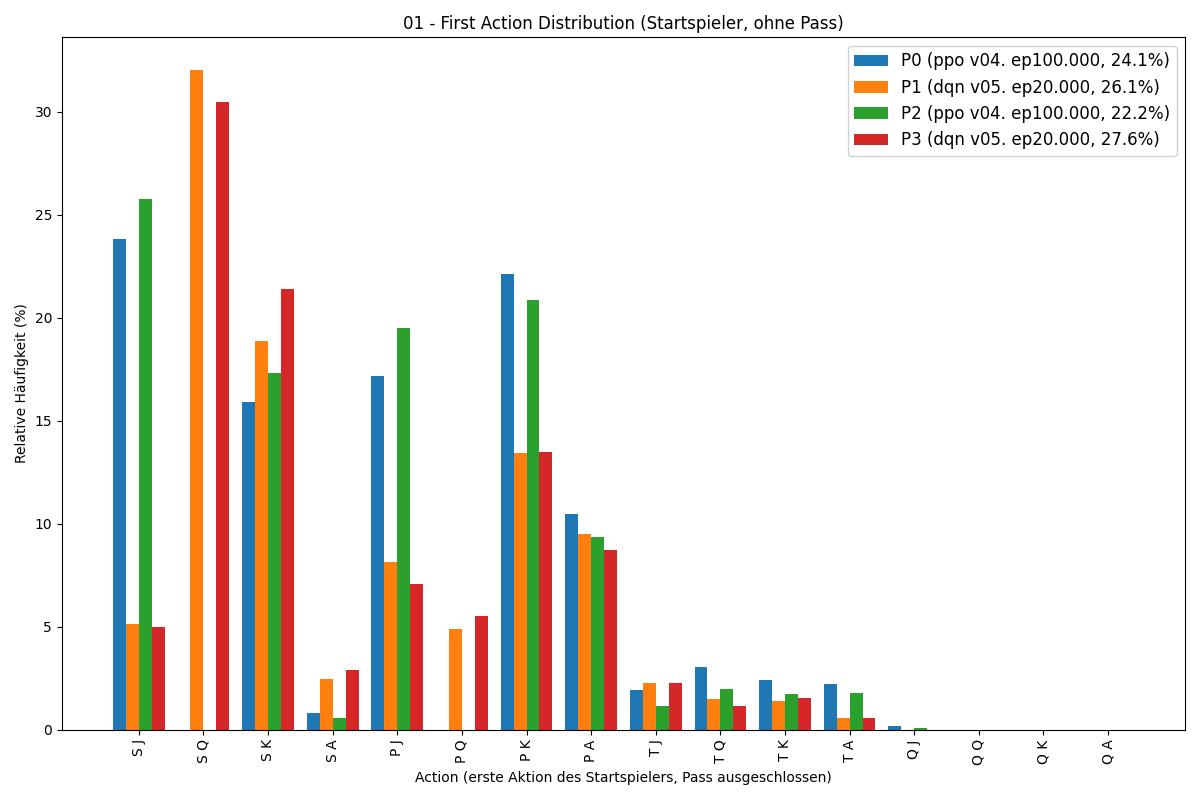 01 - First Action Distribution (Startspieler, ohne Pass)
P0 (ppo v04. ep100.000, 24.1%)
P1 (dqn v05. ep20.000, 26.1%)
P2 (ppo v04. ep100.000, 22.2%)
P3 (dqn v05. ep20.000, 27.6%)
Relative Häufigkeit (%)
30
25
20
15
10
5
0
S J
S Q
S K
S A
P J
P Q
P K
P A
T J
T Q
T K
T A
Q J
Q Q
Q K
Q A
Action (erste Aktion des Startspielers, Pass ausgeschlossen)